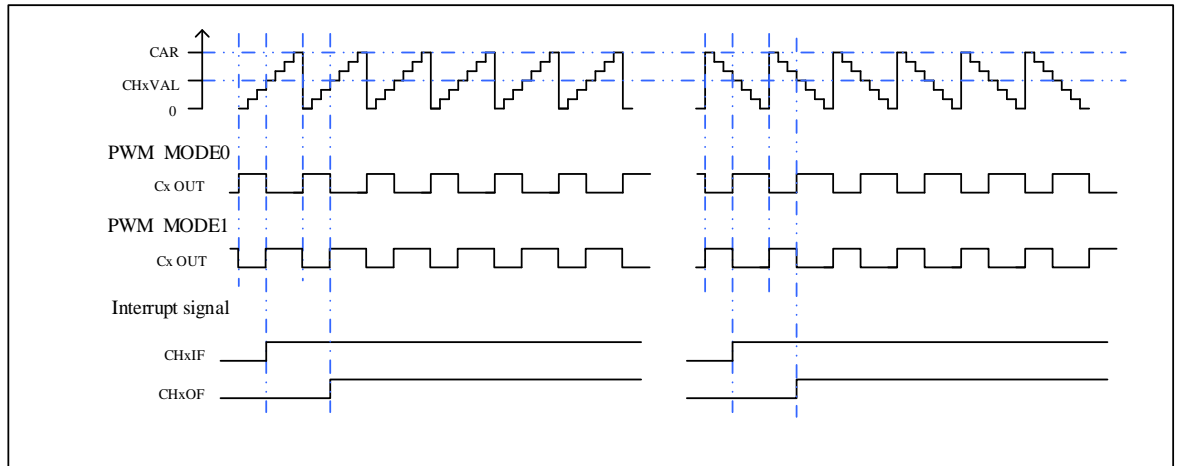 CAR
CHxVAL
0
PWM MODE0
Cx OUT
PWM MODE1
Cx OUT
Interrupt signal
CHxIF
CHxOF